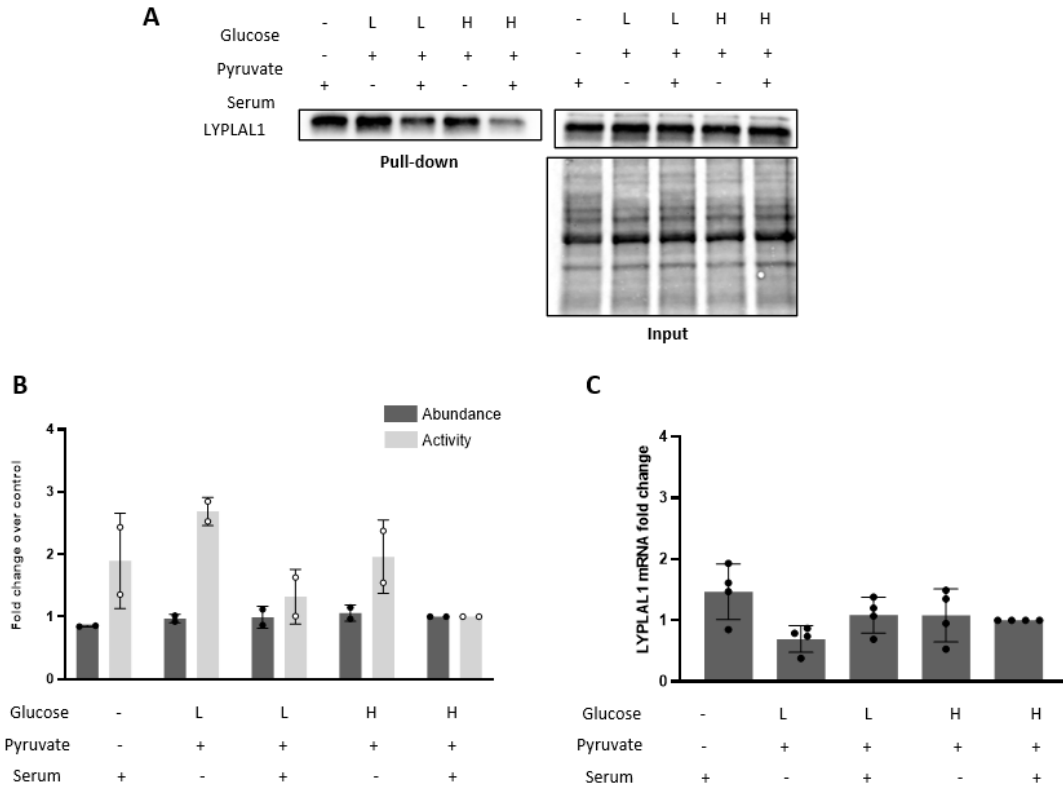 A
Glucose - L L H H - L L H H
Pyruvate - + + + + - + + + +
Serum + - + - + + - + - +
LYPLAL1
Pull-down
Input
B
Abundance
Activity
Fold change over control
4
3
2
1
0
Glucose - L L H H
Pyruvate - + + + +
Serum + - + - +
C
LYPLAL1 mRNA fold change
4
3
2
1
0
Glucose - L L H H
Pyruvate - + + + +
Serum + - + - +